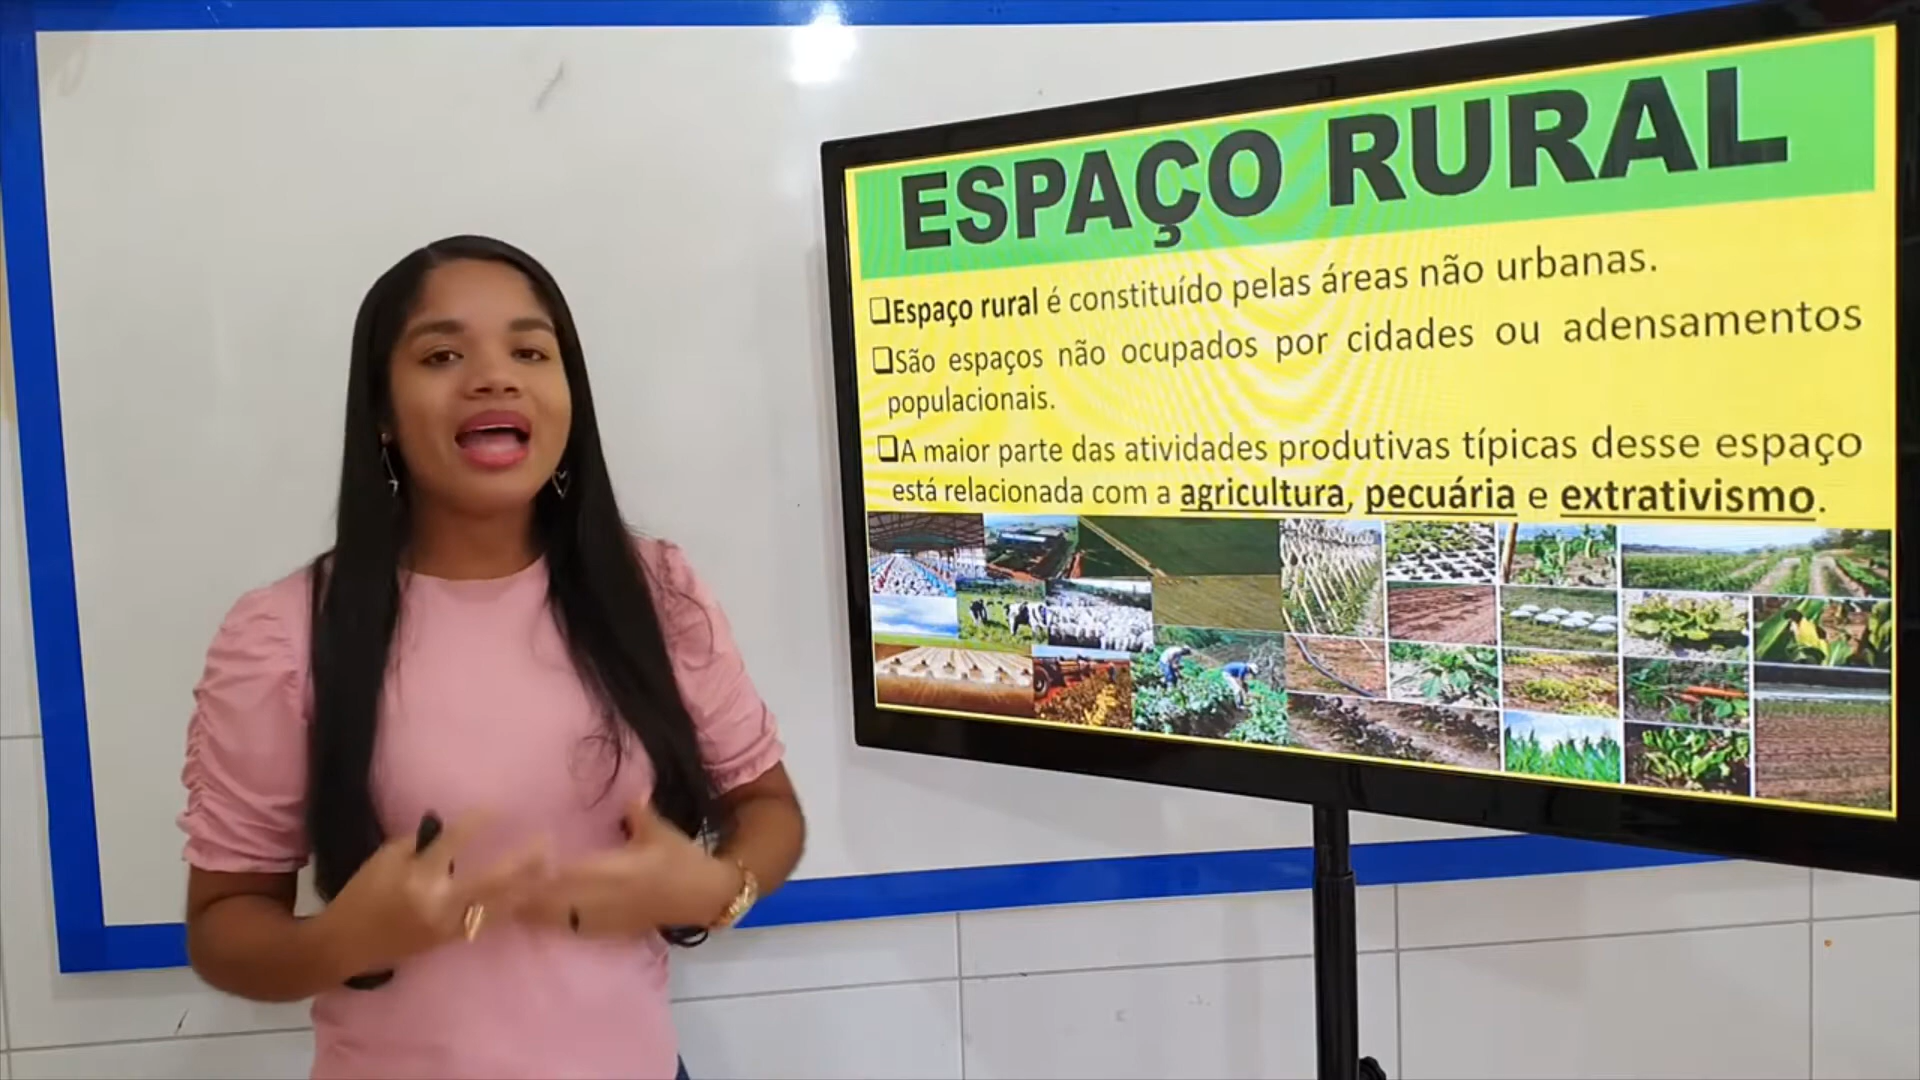 ESPAÇO RURAL
❑Espaço rural é constituído pelas áreas não urbanas.
❑São espaços não ocupados por cidades ou adensamentos
populacionais.
❑A maior parte das atividades produtivas típicas desse espaço
está relacionada com a agricultura, pecuária e extrativismo.